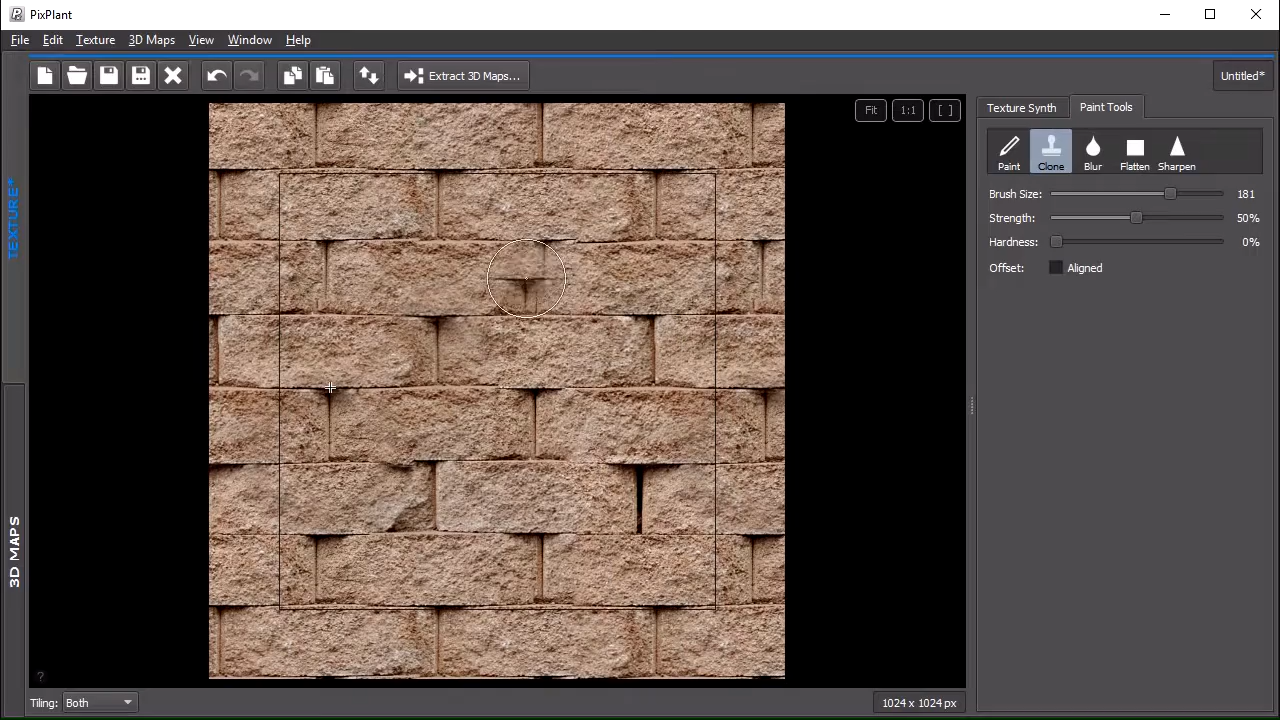 PixPlant
File Edit Texture 3D Maps View Window Help
Extract 3D Maps... Untitled*
TEXTURE*
3D MAPS
Fit 1:1 [ ]
Texture Synth Paint Tools
Paint Clone Blur Flatten Sharpen
Brush Size: 181
Strength: 50%
Hardness: 0%
Offset: Aligned
?
Tiling: Both 1024 x 1024 px